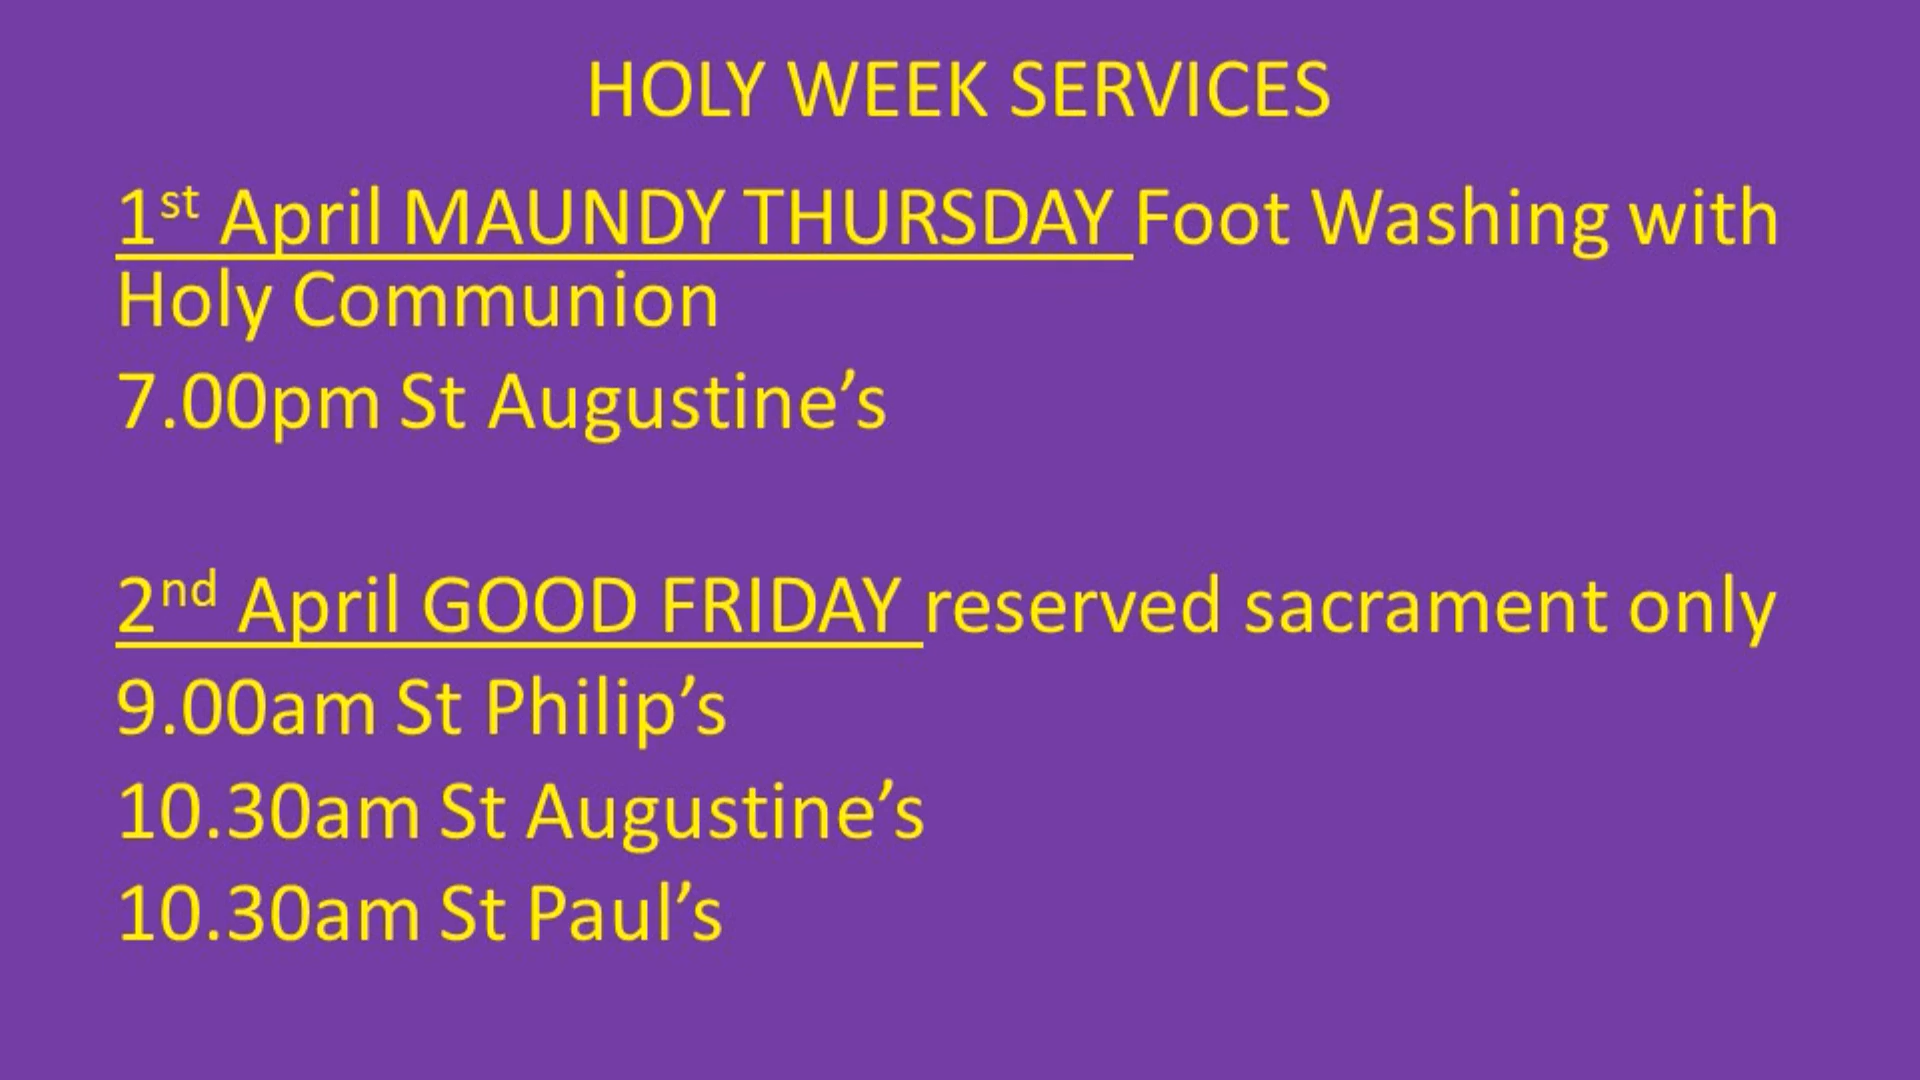 HOLY WEEK SERVICES
1st April MAUNDY THURSDAY Foot Washing with
Holy Communion
7.00pm St Augustine’s
2nd April GOOD FRIDAY reserved sacrament only
9.00am St Philip’s
10.30am St Augustine’s
10.30am St Paul’s